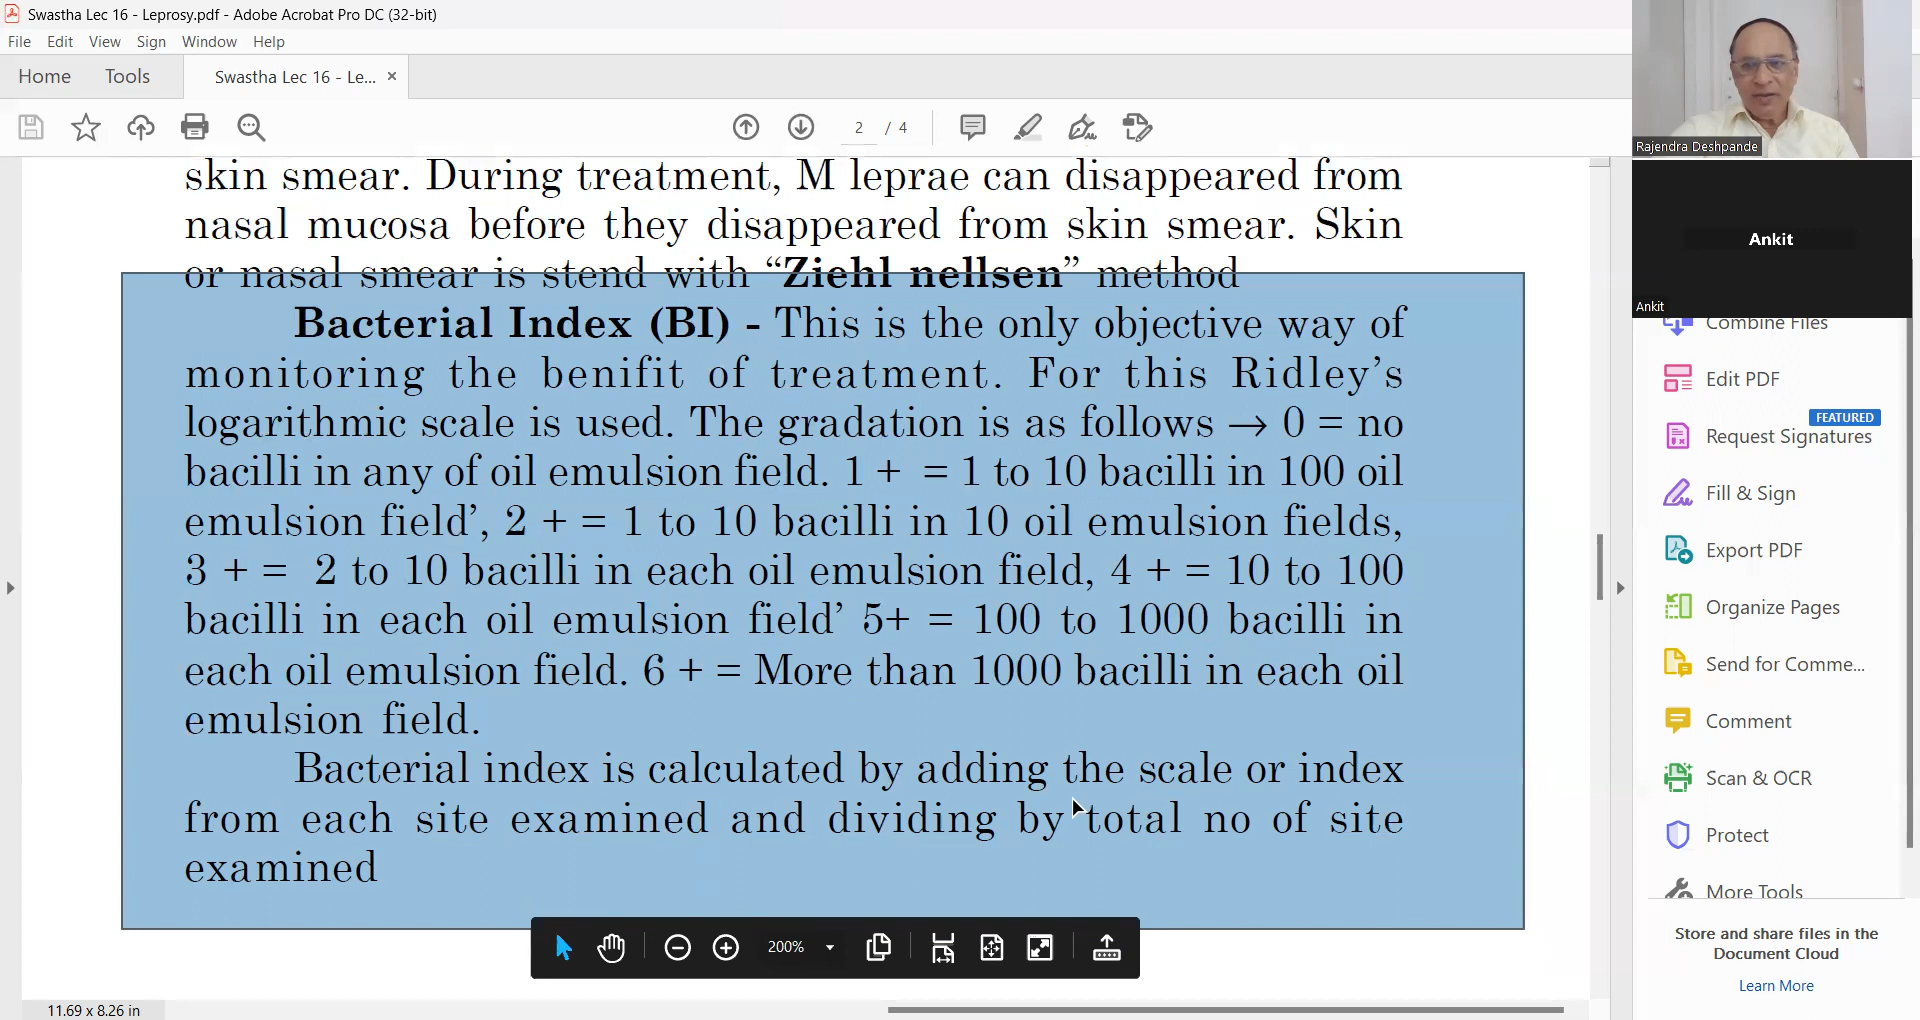 Swastha Lec 16 - Leprosy.pdf - Adobe Acrobat Pro DC (32-bit)
File Edit View Sign Window Help
Home Tools Swastha Lec 16 - Le... ×
2 / 4
skin smear. During treatment, M leprae can disappeared from
nasal mucosa before they disappeared from skin smear. Skin
or nasal smear is stend with “Ziehl nellsen” method
Bacterial Index (BI) - This is the only objective way of
monitoring the benifit of treatment. For this Ridley’s
logarithmic scale is used. The gradation is as follows → 0 = no
bacilli in any of oil emulsion field. 1 + = 1 to 10 bacilli in 100 oil
emulsion field’, 2 + = 1 to 10 bacilli in 10 oil emulsion fields,
3 + = 2 to 10 bacilli in each oil emulsion field, 4 + = 10 to 100
bacilli in each oil emulsion field’ 5+ = 100 to 1000 bacilli in
each oil emulsion field. 6 + = More than 1000 bacilli in each oil
emulsion field.
Bacterial index is calculated by adding the scale or index
from each site examined and dividing by total no of site
examined
200%
11.69 x 8.26 in
Rajendra Deshpande
Ankit
Ankit
Combine Files
Edit PDF
FEATURED
Request Signatures
Fill & Sign
Export PDF
Organize Pages
Send for Comme...
Comment
Scan & OCR
Protect
More Tools
Store and share files in the
Document Cloud
Learn More